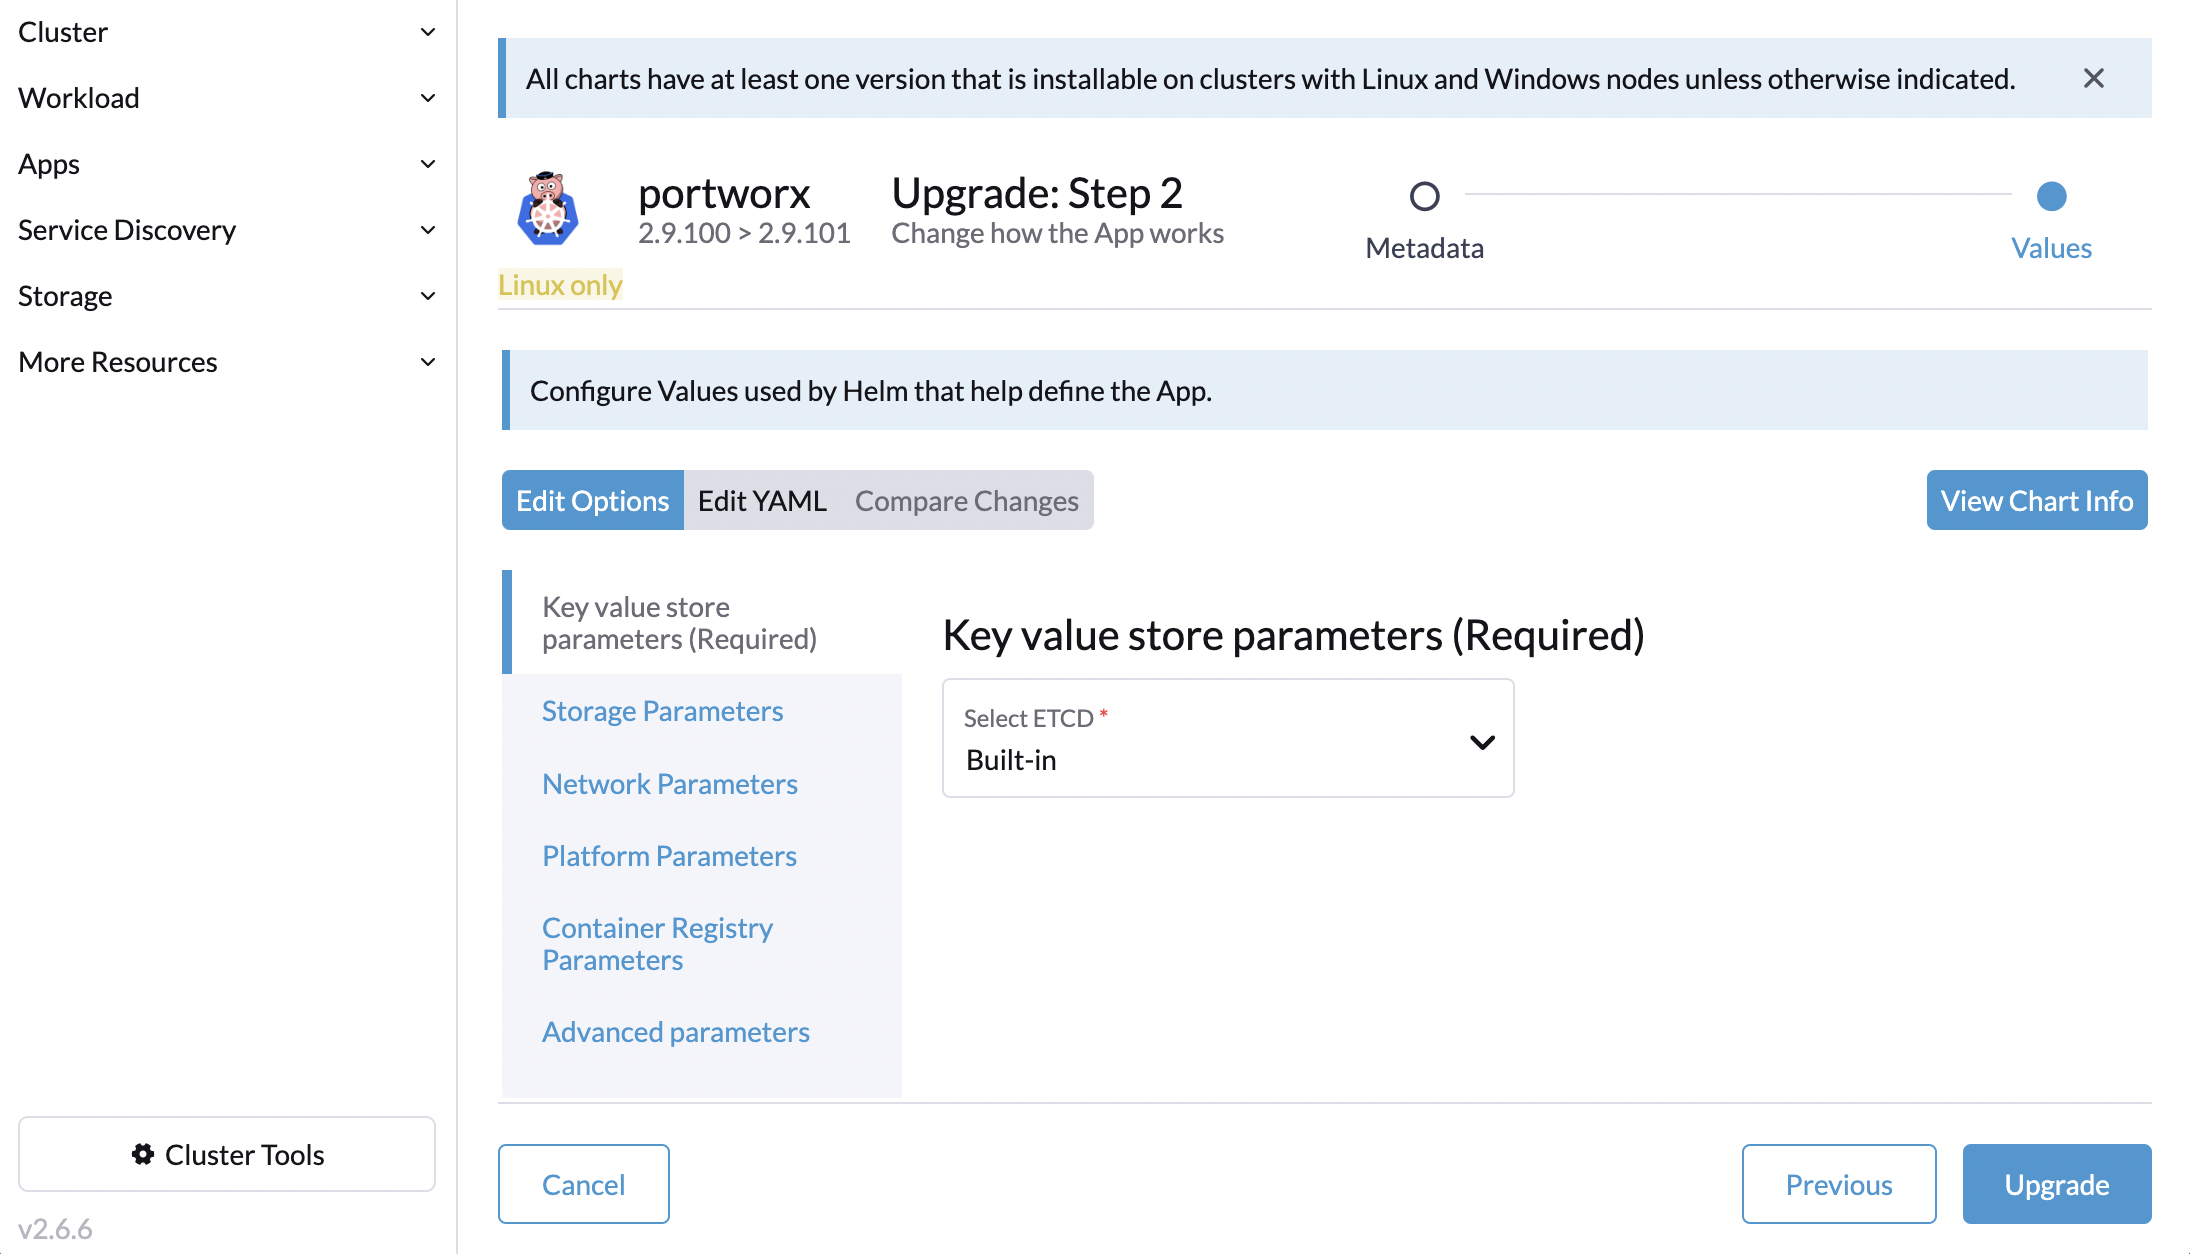 Cluster
Workload
Apps
Service Discovery
Storage
More Resources
Cluster Tools
v2.6.6
All charts have at least one version that is installable on clusters with Linux and Windows nodes unless otherwise indicated.
portworx
2.9.100 > 2.9.101
Linux only
Upgrade: Step 2
Change how the App works
Metadata
Values
Configure Values used by Helm that help define the App.
Edit Options
Edit YAML
Compare Changes
View Chart Info
Key value store
parameters (Required)
Storage Parameters
Network Parameters
Platform Parameters
Container Registry
Parameters
Advanced parameters
Key value store parameters (Required)
Select ETCD *
Built-in
Cancel
Previous
Upgrade